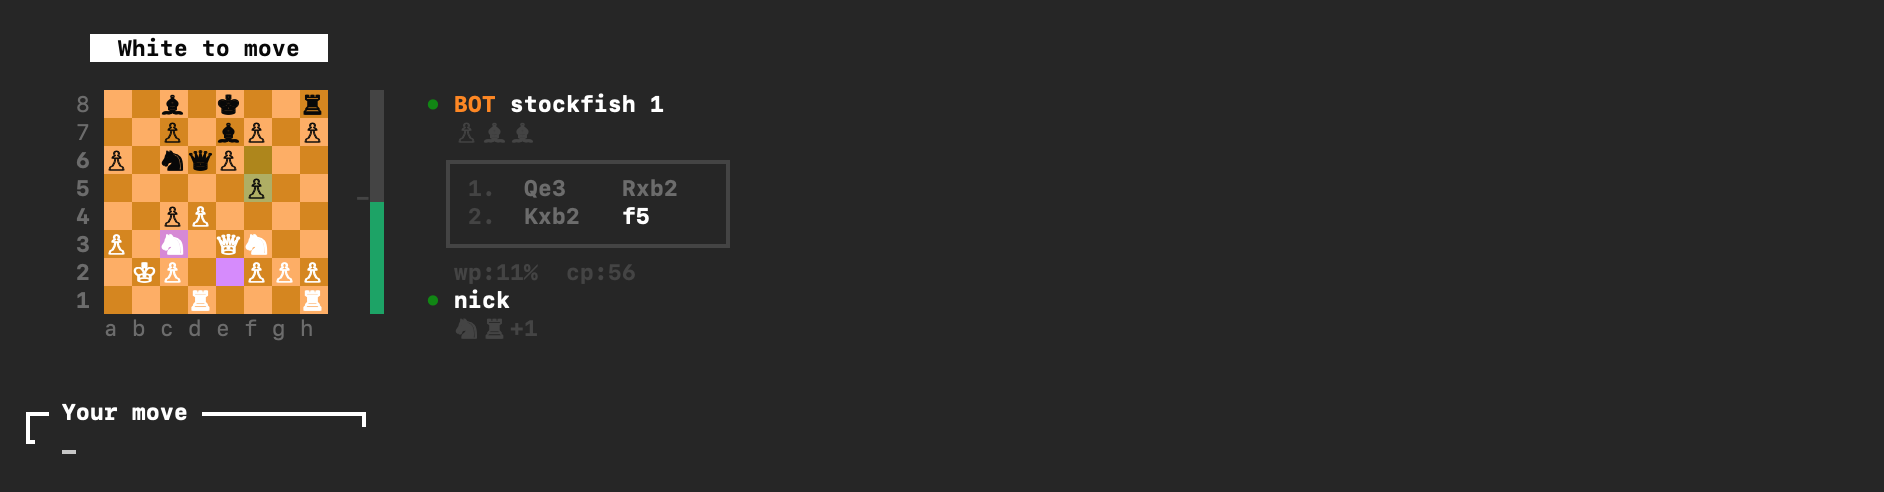 White to move
8
BOT stockfish 1
7
6
1. Qe3 Rxb2
5
2. Kxb2 f5
4
3
wp:11% cp:56
2
nick
1
+1
a b c d e f g h
Your move